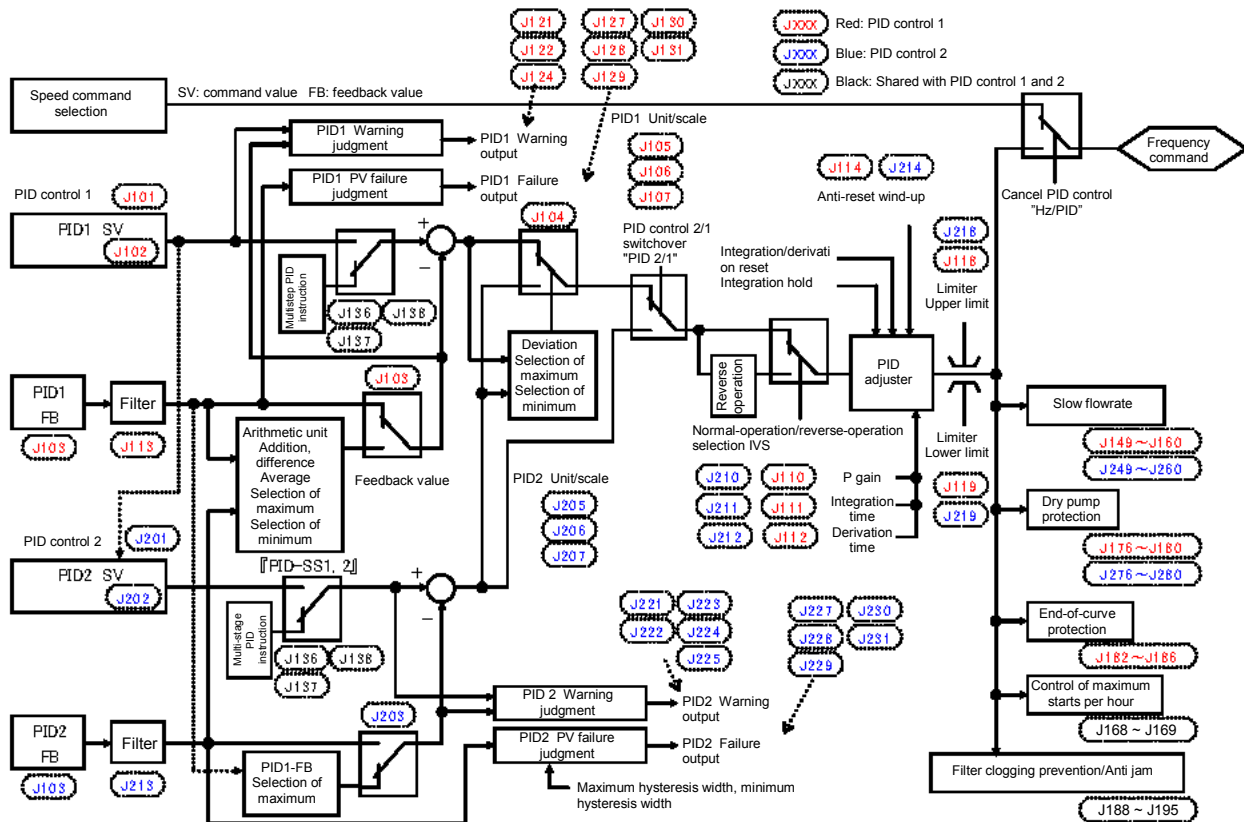 J121
J122
J124
J127
J128
J129
J130
J131
JXXX Red: PID control 1
JXXX Blue: PID control 2
JXXX Black: Shared with PID control 1 and 2
Speed command
selection
SV: command value FB: feedback value
PID1 Warning
judgment
PID1 Warning
output
PID1 PV failure
judgment
PID1 Failure
output
PID1 Unit/scale
J105
J106
J107
J114
J214
Anti-reset wind-up
Cancel PID control
"Hz/PID"
Frequency
command
PID control 1
J101
PID1 SV
J102
Multistep PID
instruction
J136
J138
J137
+
−
J104
Deviation
Selection of
maximum
Selection of
minimum
PID control 2/1
switchover
"PID 2/1"
Integration/derivati
on reset
Integration hold
J218
J118
Limiter
Upper limit
Reverse
operation
PID
adjuster
Normal-operation/reverse-operation
selection IVS
Limiter
Lower limit
J119
J219
P gain
Integration
time
Derivation
time
J210
J110
J211
J111
J212
J112
PID1
FB
J103
Filter
J113
J103
Arithmetic unit
Addition,
difference
Average
Selection of
maximum
Selection of
minimum
Feedback value
PID2 Unit/scale
J205
J206
J207
Slow flowrate
J149～J160
J249～J260
Dry pump
protection
J176～J180
J276～J280
End-of-curve
protection
J182～J186
Control of maximum
starts per hour
J168 ~ J169
Filter clogging prevention/Anti jam
J188 ~ J195
PID control 2
J201
PID2 SV
J202
『PID-SS1, 2』
Multi-stage
PID
instruction
J136
J138
J137
+
−
J221
J223
J222
J224
J225
J227
J230
J228
J231
J229
PID 2 Warning
judgment
PID2 Warning
output
PID2 PV failure
judgment
PID2 Failure
output
Maximum hysteresis width, minimum
hysteresis width
PID2
FB
J103
Filter
J213
J203
PID1-FB
Selection of
maximum